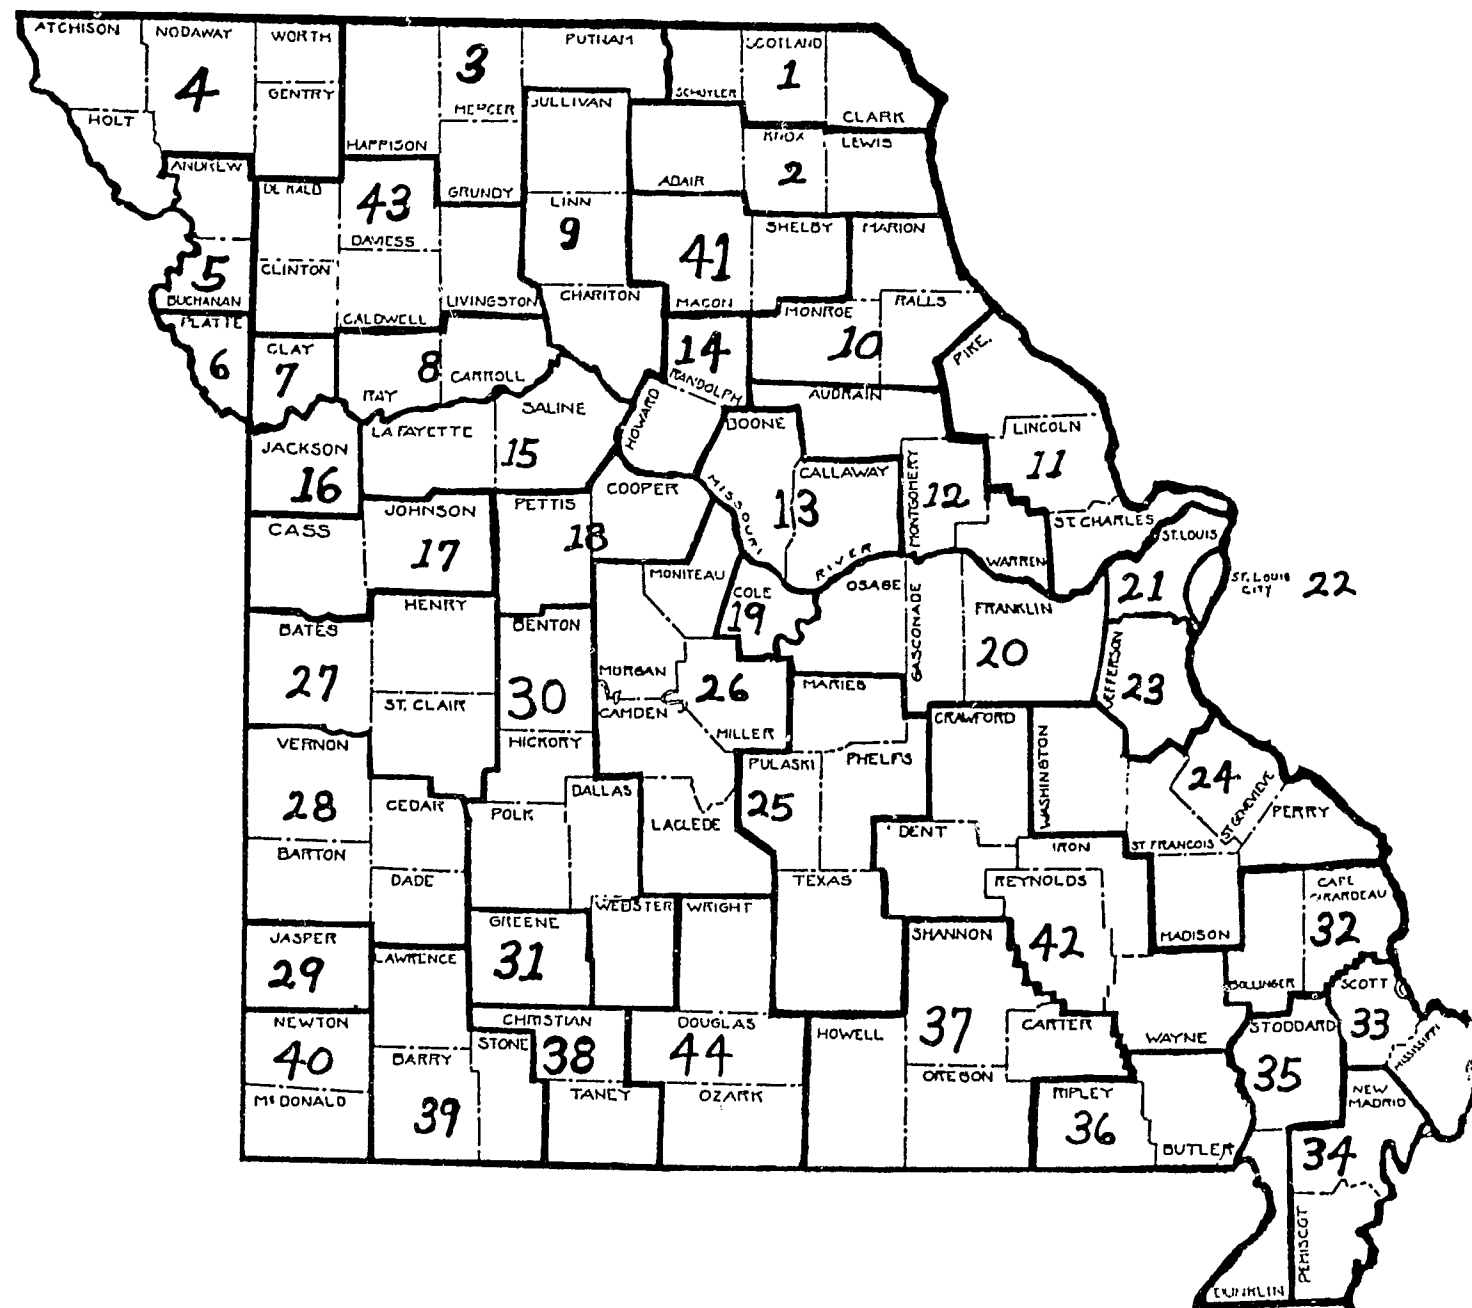 ATCHISON
NODAWAY
WORTH
PUTNAM
SCOTLAND
3
1
4
GENTRY
MERCER
SULLIVAN
SCHUYLER
HOLT
CLARK
HARRISON
KNOX
LEWIS
ANDREW
2
DE KALB
43
GRUNDY
ADAIR
LINN
9
SHELBY
MARION
DAVIESS
41
5
CLINTON
BUCHANAN
LIVINGSTON
CHARITON
MACON
MONROE
RALLS
PLATTE
CALDWELL
6
CLAY
7
8
14
10
PIKE
RAY
CARROLL
RANDOLPH
AUDRAIN
SALINE
HOWARD
BOONE
LAFAYETTE
LINCOLN
JACKSON
15
11
16
COOPER
CALLAWAY
MONTGOMERY
12
CASS
JOHNSON
PETTIS
MISSOURI
13
ST. CHARLES
17
18
RIVER
ST. LOUIS
MONITEAU
WARREN
21
ST. LOUIS
CITY
22
COLE
19
OSAGE
GASCONADE
FRANKLIN
HENRY
BATES
BENTON
20
27
30
MORGAN
26
MARIES
JEFFERSON
23
ST. CLAIR
CAMDEN
MILLER
CRAWFORD
VERNON
HICKORY
PULASKI
PHELPS
WASHINGTON
24
28
CEDAR
POLK
DALLAS
LACLEDE
25
ST GENEVIEVE
PERRY
DENT
BARTON
IRON
ST FRANCOIS
DADE
TEXAS
REYNOLDS
CAPE
GIRARDEAU
WEBSTER
WRIGHT
GREENE
JASPER
SHANNON
42
MADISON
32
29
LAWRENCE
31
BOLLINGER
SCOTT
NEWTON
CHRISTIAN
DOUGLAS
HOWELL
37
CARTER
WAYNE
STODDARD
33
MISSISSIPPI
40
STONE
38
44
BARRY
OREGON
35
McDONALD
39
TANEY
OZARK
RIPLEY
NEW
MADRID
36
BUTLER
34
PEMISCOT
DUNKLIN